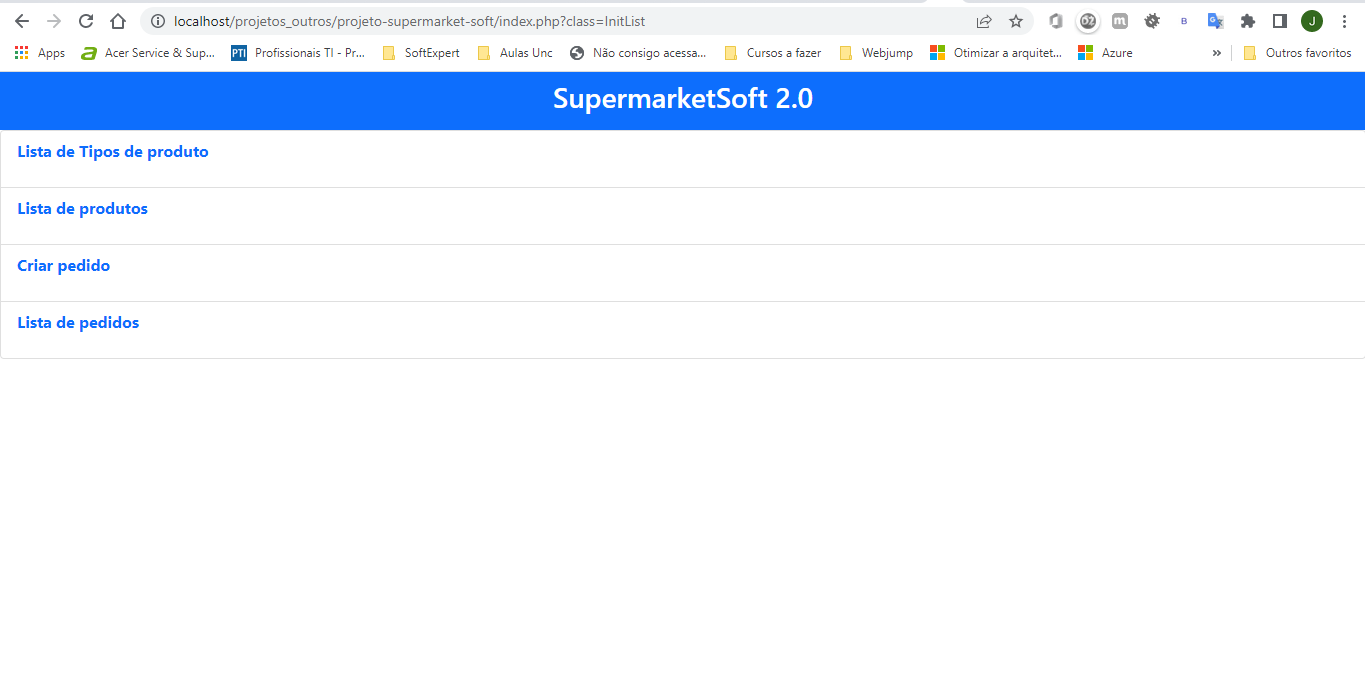 localhost/projetos_outros/projeto-supermarket-soft/index.php?class=InitList
B
J
Apps
a
Acer Service & Sup...
PTI
Profissionais TI - Pr...
SoftExpert
Aulas Unc
Não consigo acessa...
Cursos a fazer
Webjump
Otimizar a arquitet...
Azure
»
Outros favoritos
SupermarketSoft 2.0
Lista de Tipos de produto
Lista de produtos
Criar pedido
Lista de pedidos